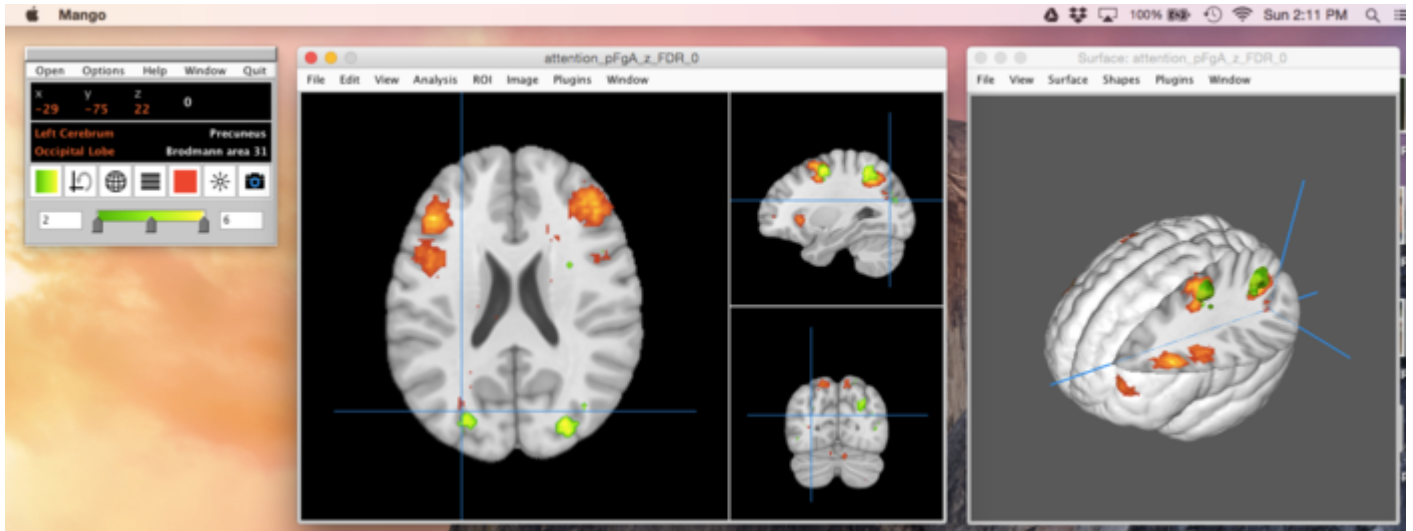 Mango
100%
Sun 2:11 PM
Open Options Help Window Quit
x y z
-29 -75 22 0
Left Cerebrum Precuneus
Occipital Lobe Brodmann area 31
2 6
attention_pFgA_z_FDR_0
File Edit View Analysis ROI Image Plugins Window
Surface: attention_pFgA_z_FDR_0
File View Surface Shapes Plugins Window